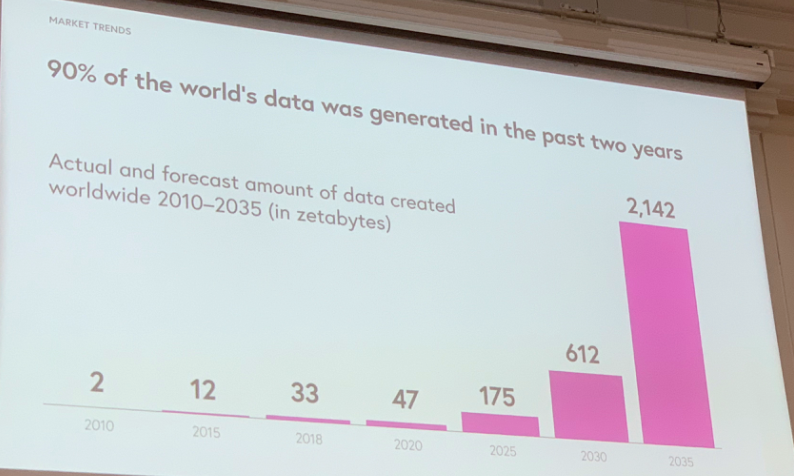 MARKET TRENDS
90% of the world's data was generated in the past two years
Actual and forecast amount of data created
worldwide 2010–2035 (in zetabytes)
2 12 33 47 175 612 2,142
2010 2015 2018 2020 2025 2030 2035